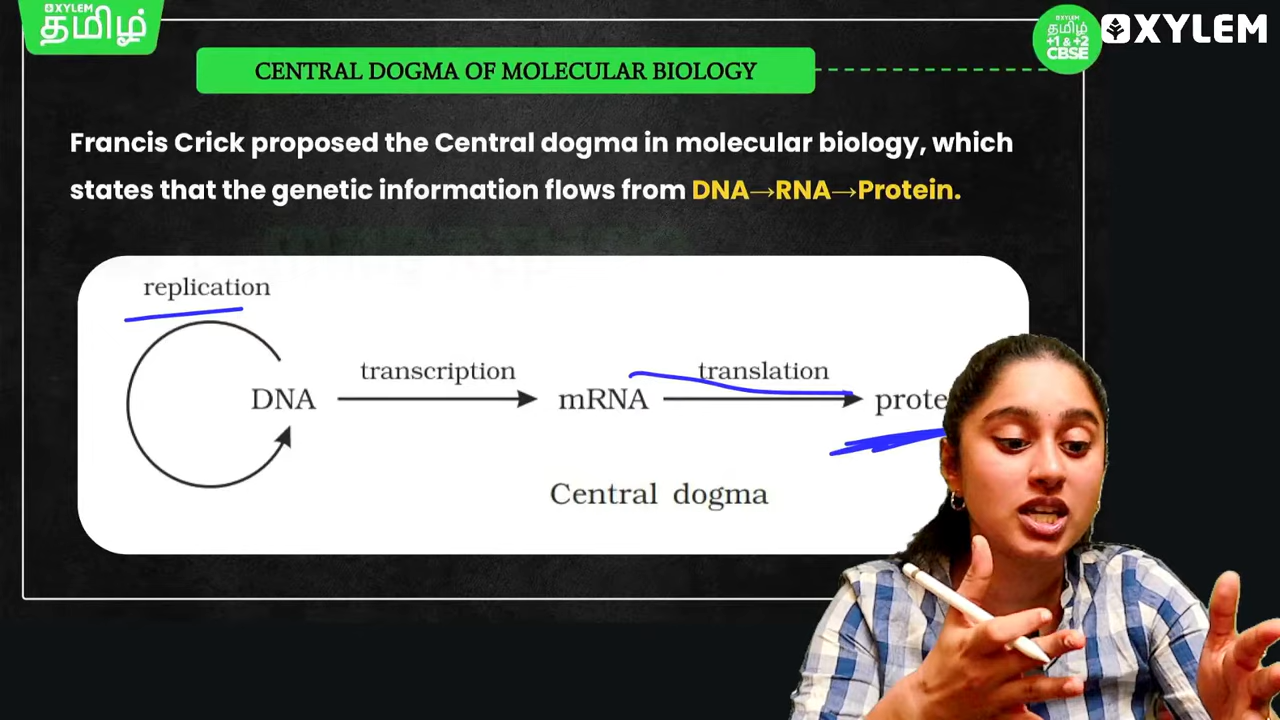 XYLEM
தமிழ்
XYLEM
தமிழ்
+1 & +2
CBSE
XYLEM
CENTRAL DOGMA OF MOLECULAR BIOLOGY
Francis Crick proposed the Central dogma in molecular biology, which
states that the genetic information flows from DNA→RNA→Protein.
replication
transcription
translation
DNA
mRNA
Central dogma